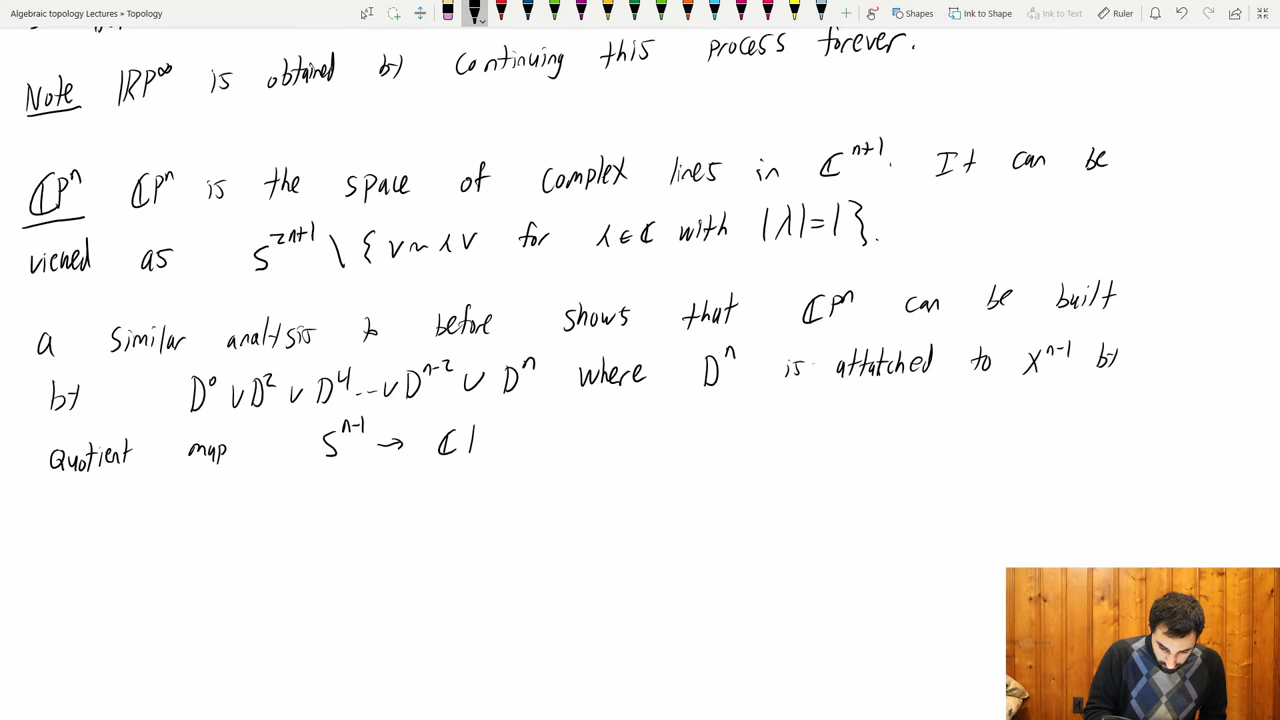 Algebraic topology Lectures » Topology
Shapes Ink to Shape Ink to Text Ruler
Note ℝP^∞ is obtained by continuing this process forever.
ℂP^n ℂP^n is the space of complex lines in ℂ^{n+1}. It can be
viewed as S^{2n+1} \ { v ~ λv for λ ∈ ℂ with |λ|=1 }.
a similar analysis to before shows that ℂP^n can be built
by D^0 ∪ D^2 ∪ D^4 ... ∪ D^{n-2} ∪ D^n where D^n is attatched to X^{n-1} by
Quotient map S^{n-1} → ℂ